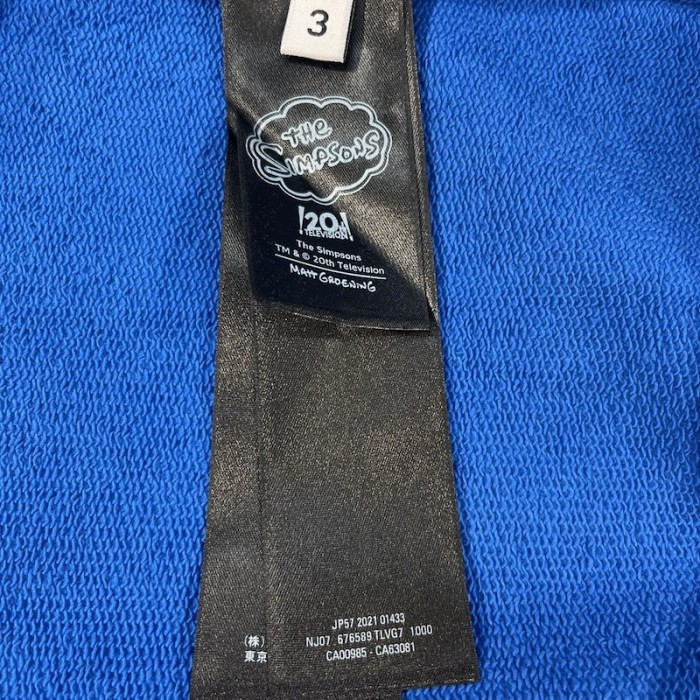 3
THE
SIMPSONS
20th
TELEVISION
The Simpsons
TM & © 20th Television
MATT GROENING
JP57 2021 01433
(株) NJ07 676589 TLVG7 1000
東京 CA00985 - CA63081